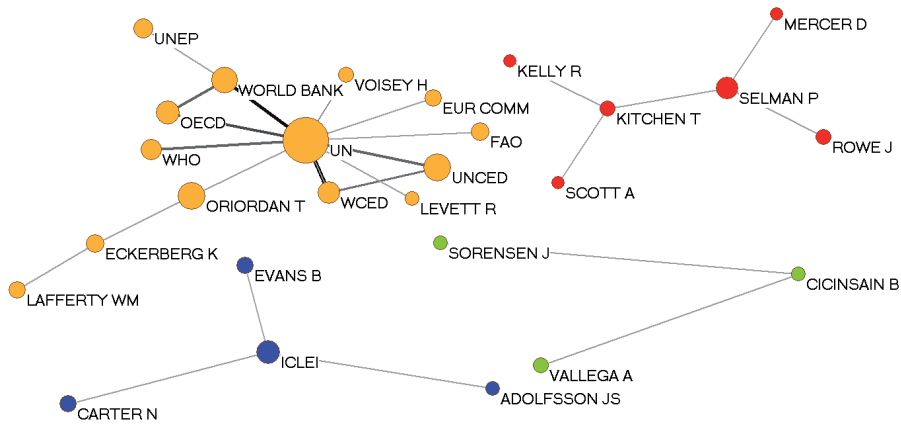 MERCER D
UNEP
KELLY R
WORLD BANK
VOISEY H
EUR COMM
SELMAN P
OECD
KITCHEN T
FAO
ROWE J
WHO
UN
UNCED
SCOTT A
ORIORDAN T
WCED
LEVETT R
ECKERBERG K
SORENSEN J
EVANS B
CICINSAIN B
LAFFERTY WM
ICLEI
VALLEGA A
ADOLFSSON JS
CARTER N